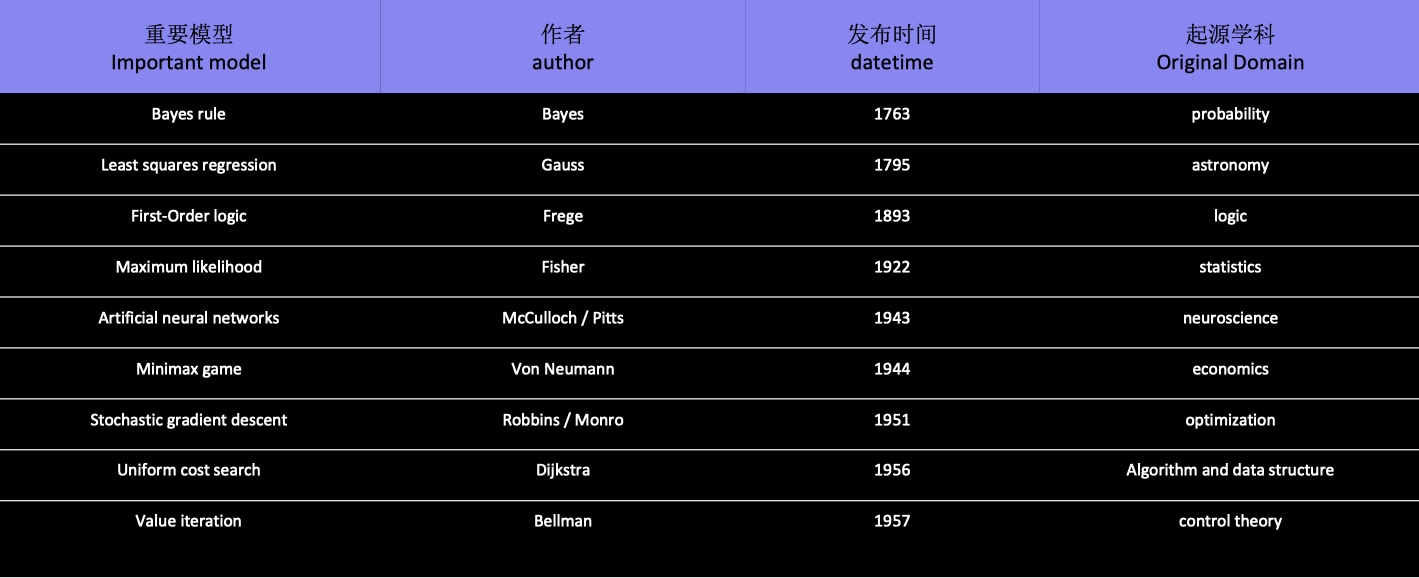 重要模型 作者 发布时间 起源学科
Important model author datetime Original Domain
Bayes rule Bayes 1763 probability
Least squares regression Gauss 1795 astronomy
First-Order logic Frege 1893 logic
Maximum likelihood Fisher 1922 statistics
Artificial neural networks McCulloch / Pitts 1943 neuroscience
Minimax game Von Neumann 1944 economics
Stochastic gradient descent Robbins / Monro 1951 optimization
Uniform cost search Dijkstra 1956 Algorithm and data structure
Value iteration Bellman 1957 control theory